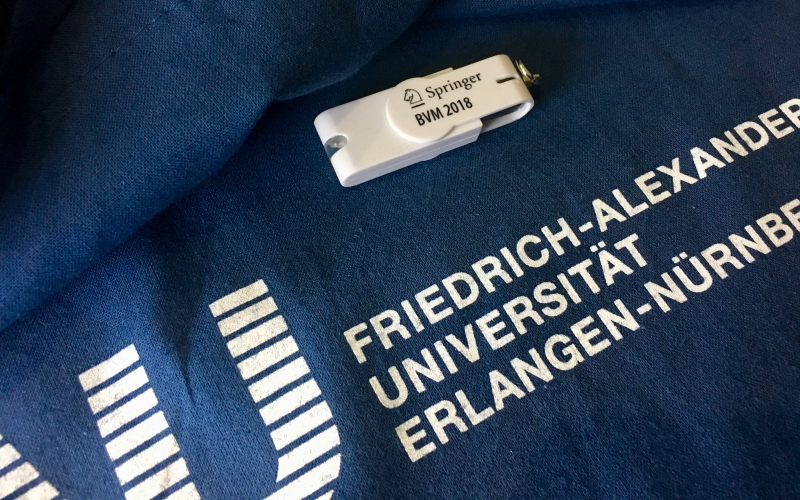 Springer
BVM 2018
FRIEDRICH-ALEXANDER
UNIVERSITÄT
ERLANGEN-NÜRNBE